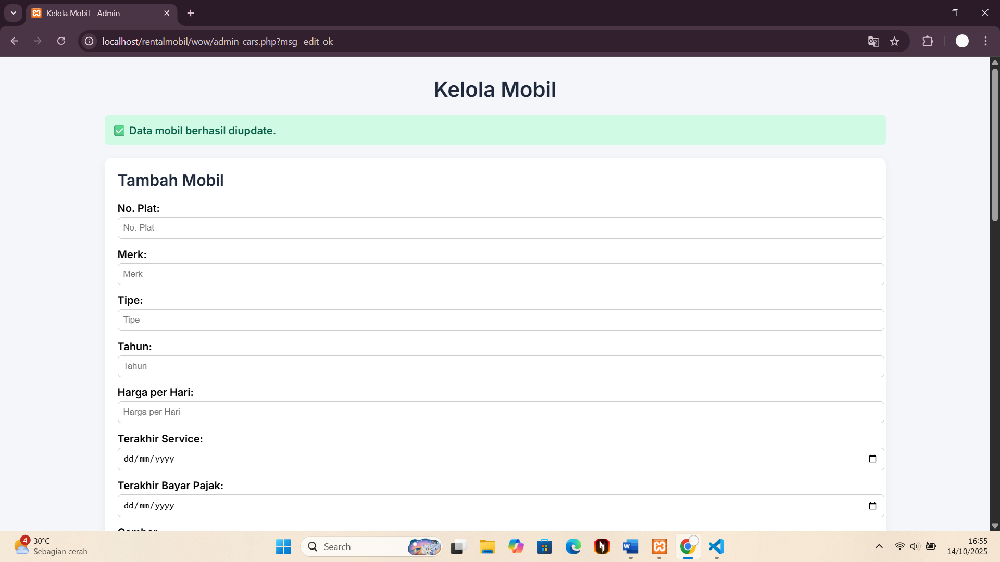 Kelola Mobil - Admin
localhost/rentalmobil/wow/admin_cars.php?msg=edit_ok
Kelola Mobil
Data mobil berhasil diupdate.
Tambah Mobil
No. Plat:
No. Plat
Merk:
Merk
Tipe:
Tipe
Tahun:
Tahun
Harga per Hari:
Harga per Hari
Terakhir Service:
dd/mm/yyyy
Terakhir Bayar Pajak:
dd/mm/yyyy
4
30°C
Sebagian cerah
Search
16:55
14/10/2025